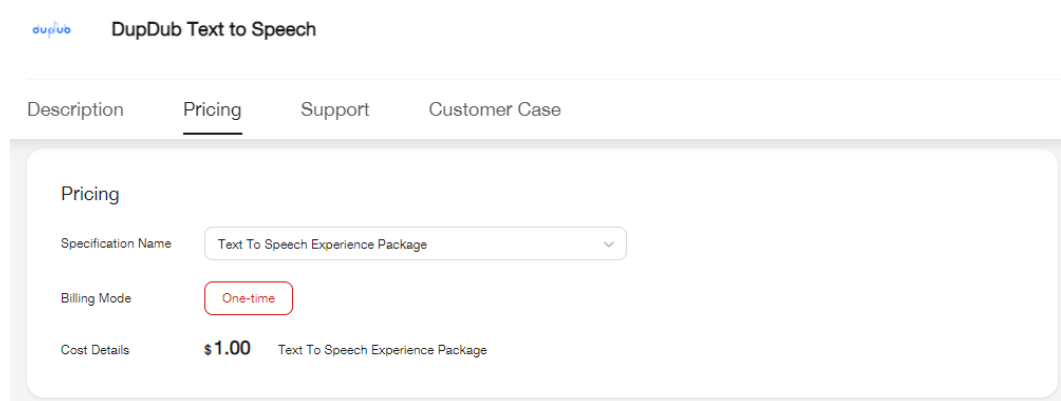 dupdub DupDub Text to Speech
Description Pricing Support Customer Case
Pricing
Specification Name Text To Speech Experience Package
Billing Mode One-time
Cost Details $1.00 Text To Speech Experience Package